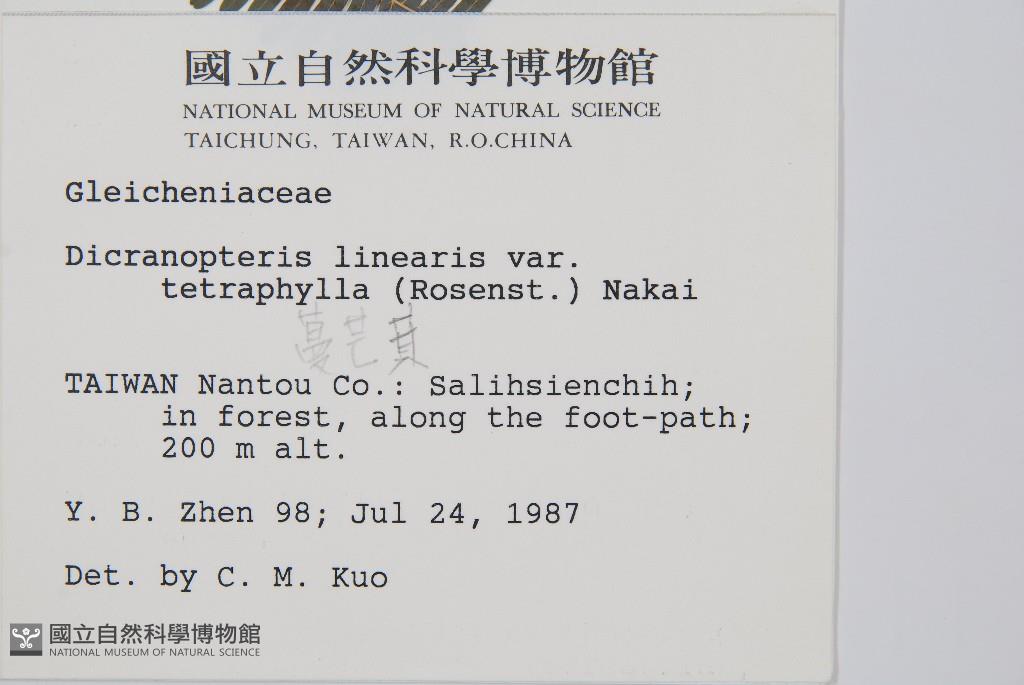 國立自然科學博物館
NATIONAL MUSEUM OF NATURAL SCIENCE
TAICHUNG, TAIWAN, R.O.CHINA
Gleicheniaceae
Dicranopteris linearis var.
tetraphylla (Rosenst.) Nakai
蔓芒萁
TAIWAN Nantou Co.: Salihsienchih;
in forest, along the foot-path;
200 m alt.
Y. B. Zhen 98; Jul 24, 1987
Det. by C. M. Kuo
國立自然科學博物館
NATIONAL MUSEUM OF NATURAL SCIENCE